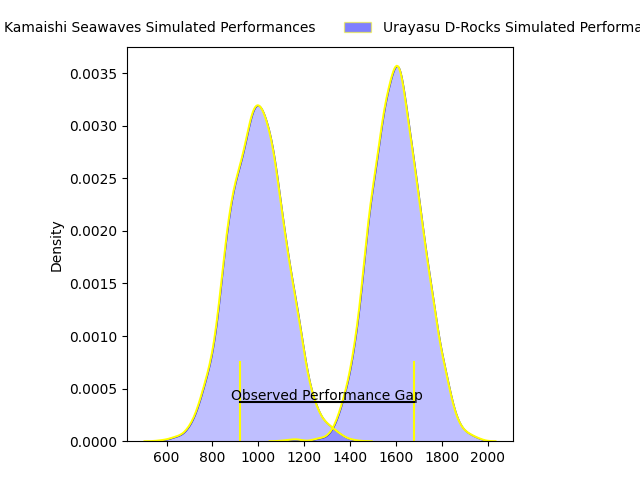 Kamaishi Seawaves Simulated Performances
Urayasu D-Rocks Simulated Performa
0.0035
0.0030
0.0025
0.0020
0.0015
0.0010
0.0005
0.0000
Density
Observed Performance Gap
600 800 1000 1200 1400 1600 1800 2000